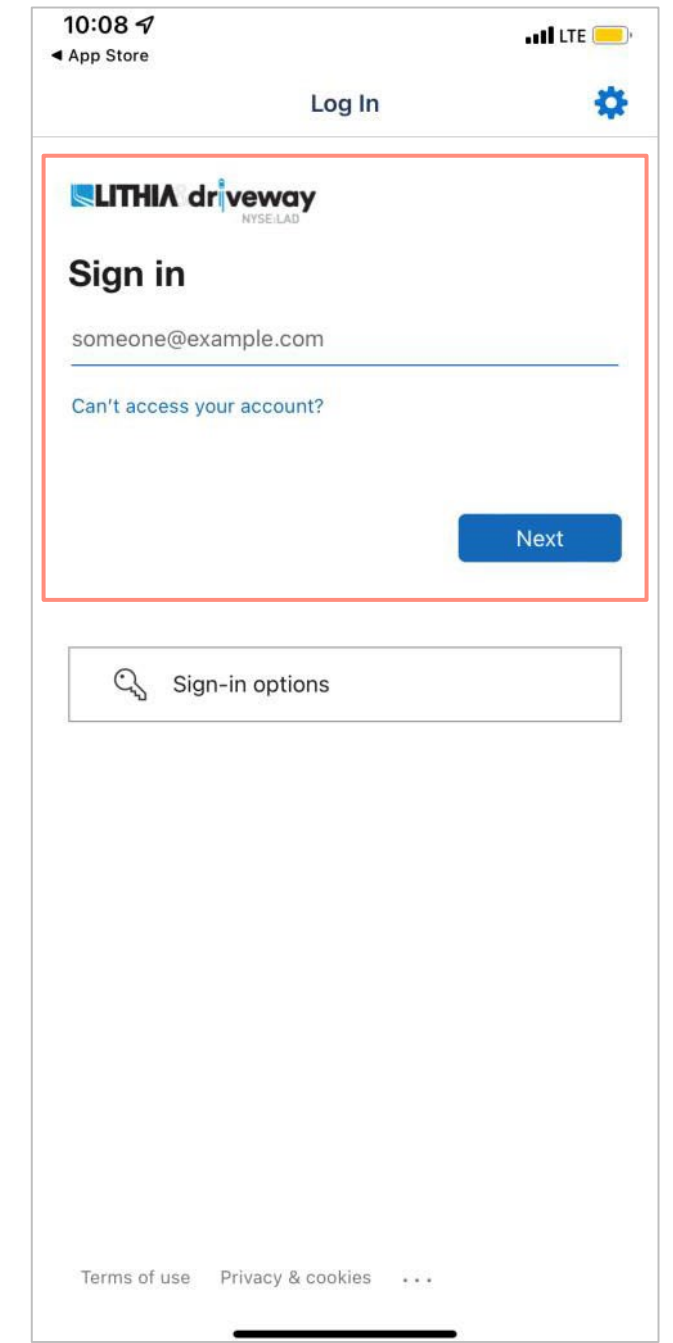 10:08
◀ App Store
LTE
Log In
LITHIA driveway
NYSE:LAD
Sign in
someone@example.com
Can't access your account?
Next
Sign-in options
Terms of use Privacy & cookies ...